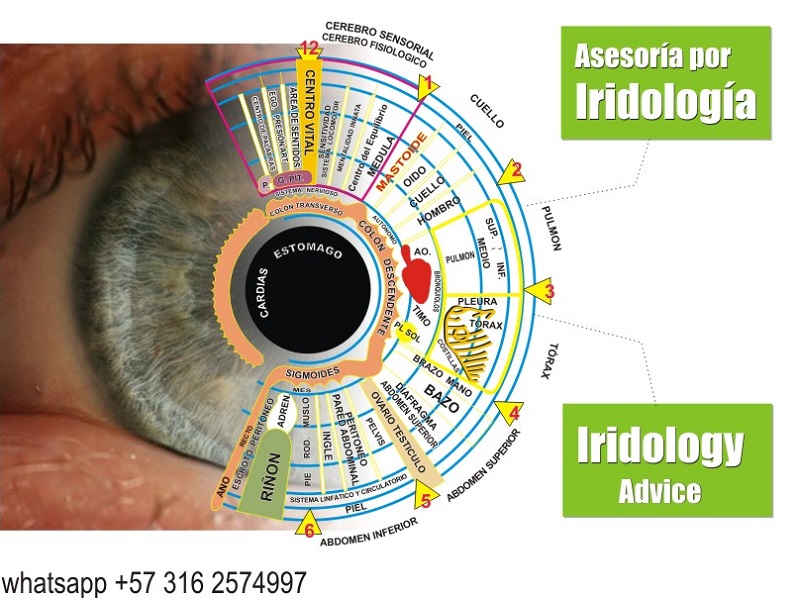 12
CEREBRO SENSORIAL
CEREBRO FISIOLOGICO
1
CUELLO
PIEL
2
PULMON
3
TÓRAX
4
ABDOMEN SUPERIOR
5
ABDOMEN INFERIOR
6
Asesoría por
Iridología
CENTRO DE PALABRAS
EGO. PRESIÓN ART.
AREA DE SENTIDOS
CENTRO VITAL
SENSITIVIDAD
SISTEMA LOCOMOTOR
MENTALIDAD INNATA
Centro del Equilibrio
MEDULA
MASTOIDE
OIDO
CUELLO
HOMBRO
P.
G. PIT.
SISTEMA NERVIOSO
AUTONOMO
COLON TRANSVERSO
COLON DESCENDENTE
ESTOMAGO
CARDIAS
AO.
BRONQUIOLOS
PULMON
SUP.
MEDIO
INF.
PLEURA
TÓRAX
COSTILLAS
TIMO
PL SOL
BRAZO MANO
BAZO
DIAFRAGMA
ABDOMEN SUPERIOR
OVARIO TESTICULO
PELVIS
PERITONEO
PARED ABDOMINAL
INGLE
MUSLO
ROD.
PIE
MES
SIGMOIDES
ADREN.
RIÑON
ESCROTO PERITONEO
ANO
RECTO
SISTEMA LINFATICO Y CIRCULATORIO
PIEL
Iridology
Advice
whatsapp +57 316 2574997